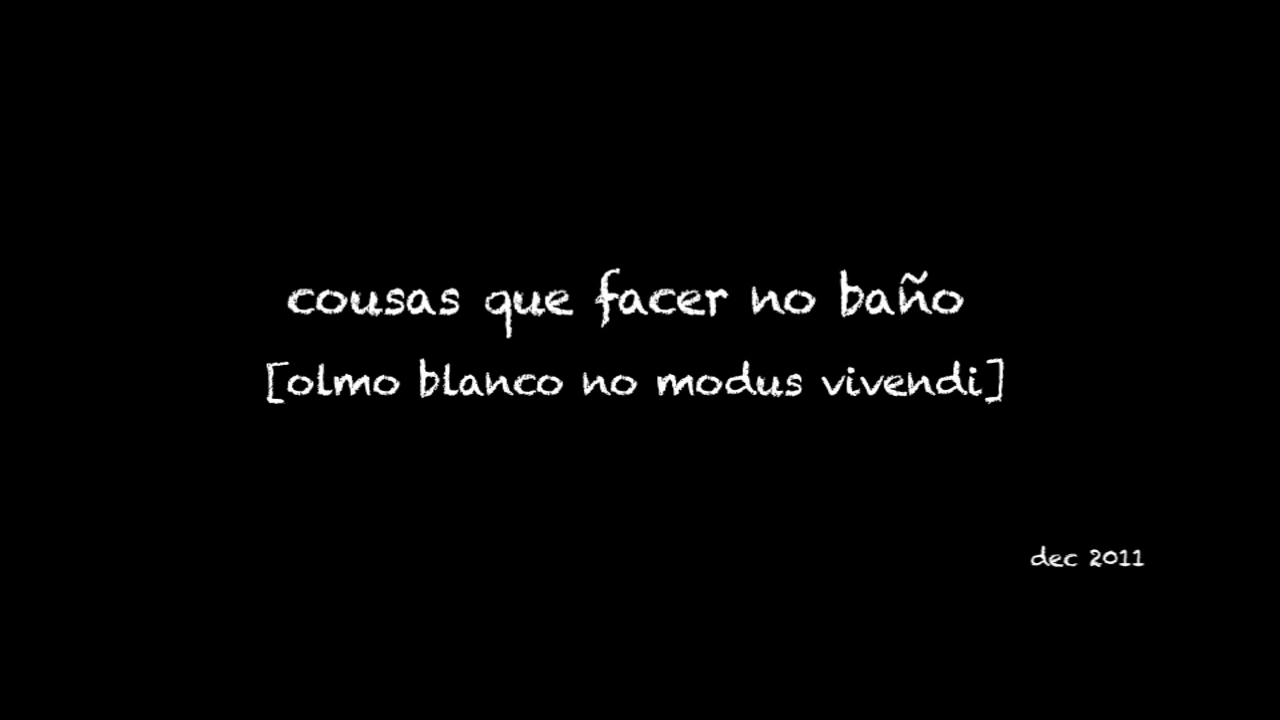 cousas que facer no baño
[olmo blanco no modus vivendi]
dec 2011